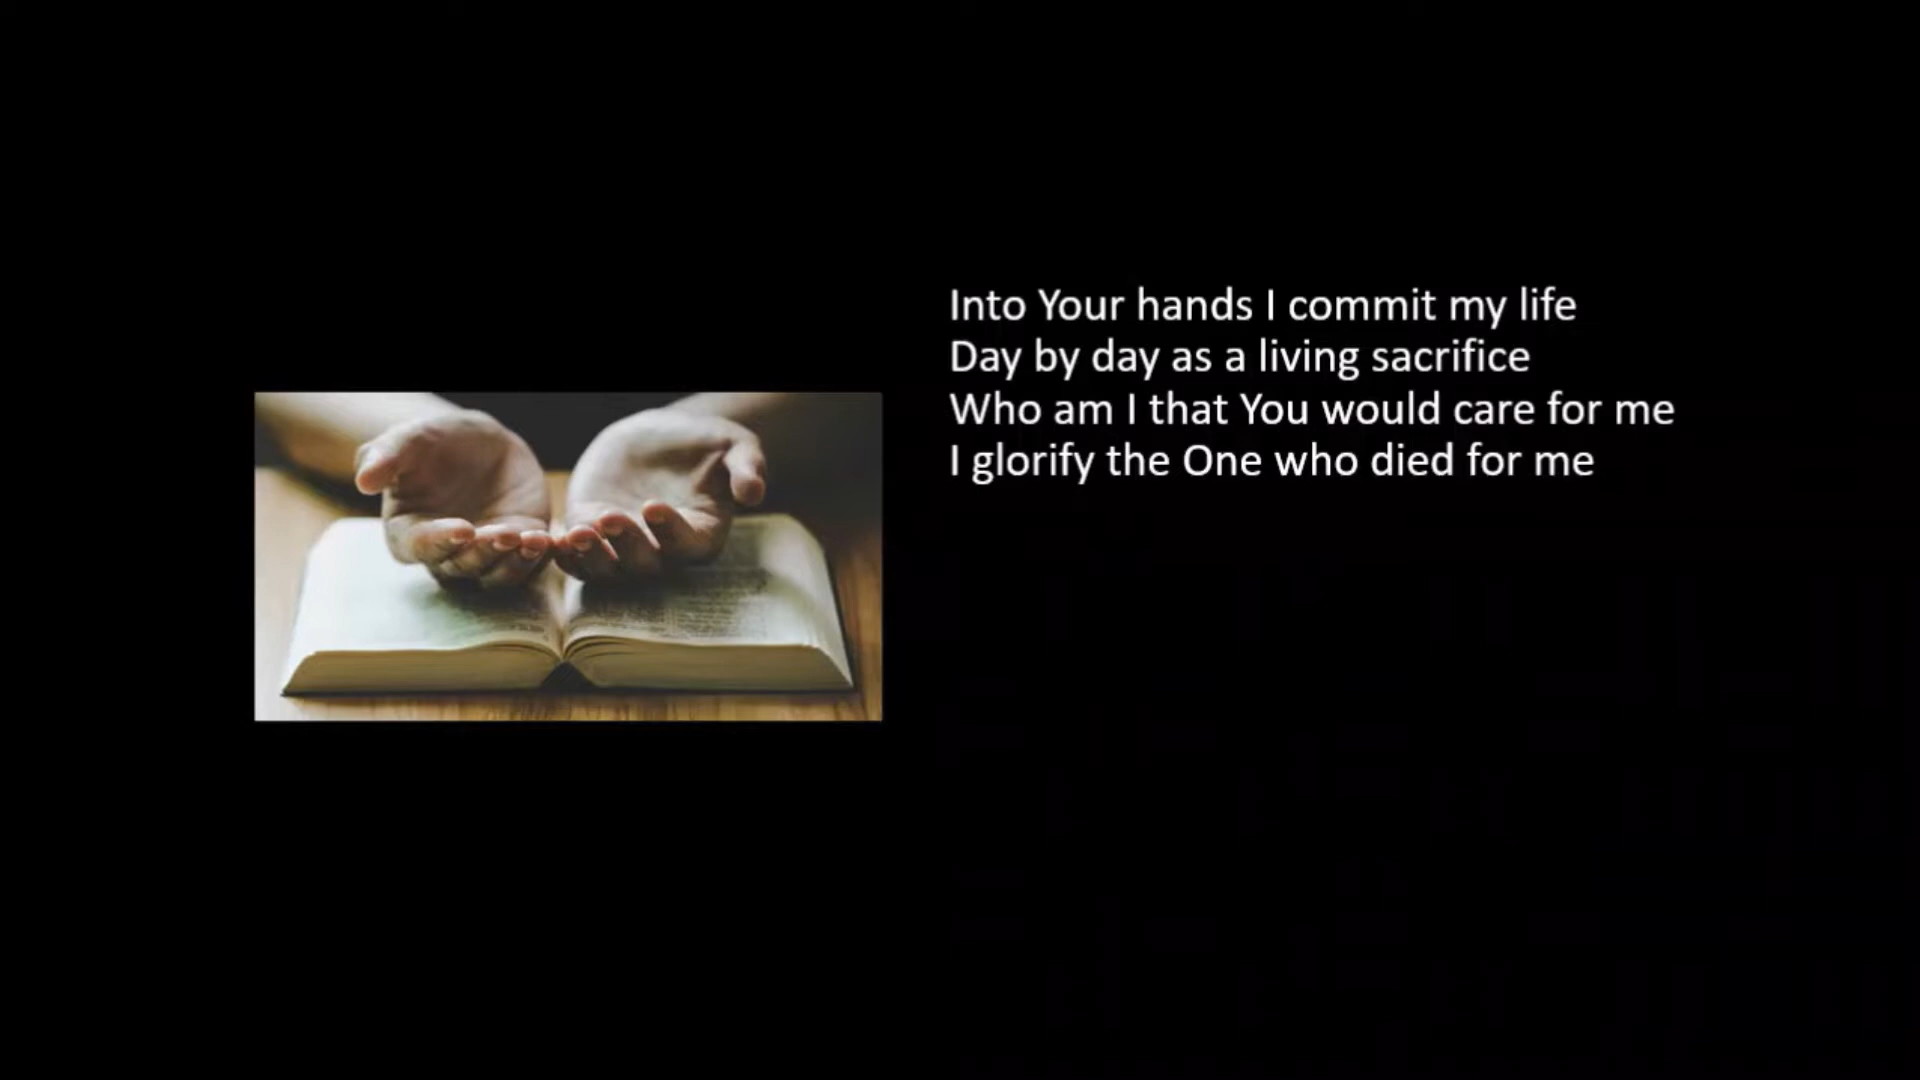 Into Your hands I commit my life
Day by day as a living sacrifice
Who am I that You would care for me
I glorify the One who died for me